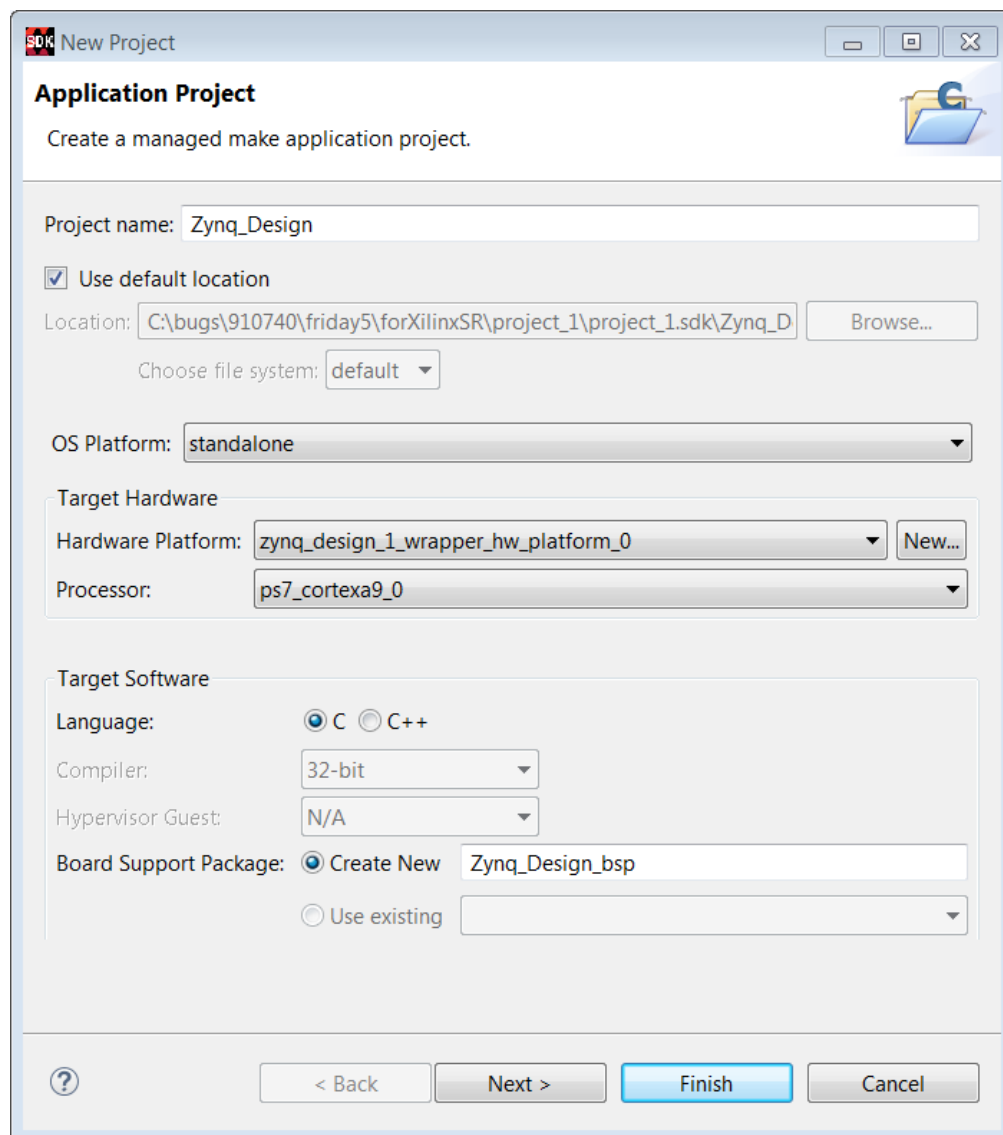 SDK New Project
Application Project
C
Create a managed make application project.
Project name: Zynq_Design
Use default location
Location: C:\bugs\910740\friday5\forXilinxSR\project_1\project_1.sdk\Zynq_D Browse...
Choose file system: default
OS Platform: standalone
Target Hardware
Hardware Platform: zynq_design_1_wrapper_hw_platform_0 New...
Processor: ps7_cortexa9_0
Target Software
Language: C C++
Compiler: 32-bit
Hypervisor Guest: N/A
Board Support Package: Create New Zynq_Design_bsp
Use existing
? < Back Next > Finish Cancel